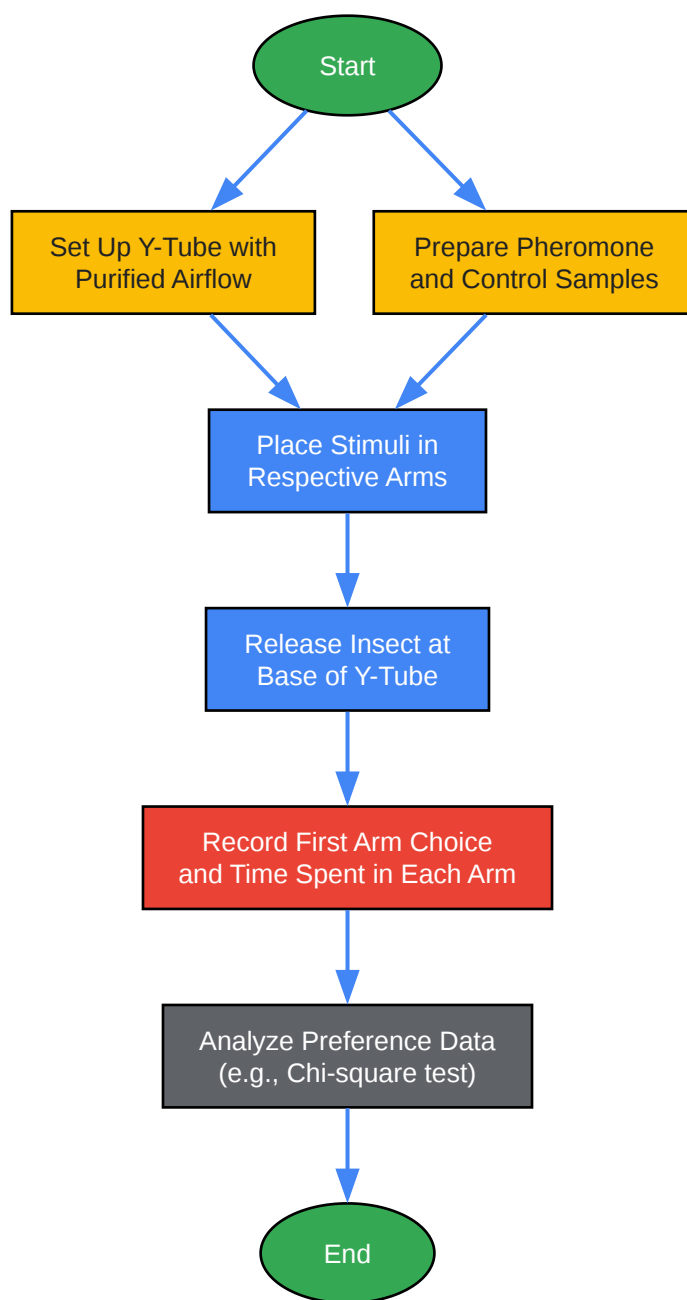 Start
Set Up Y-Tube with
Purified Airflow
Prepare Pheromone
and Control Samples
Place Stimuli in
Respective Arms
Release Insect at
Base of Y-Tube
Record First Arm Choice
and Time Spent in Each Arm
Analyze Preference Data
(e.g., Chi-square test)
End